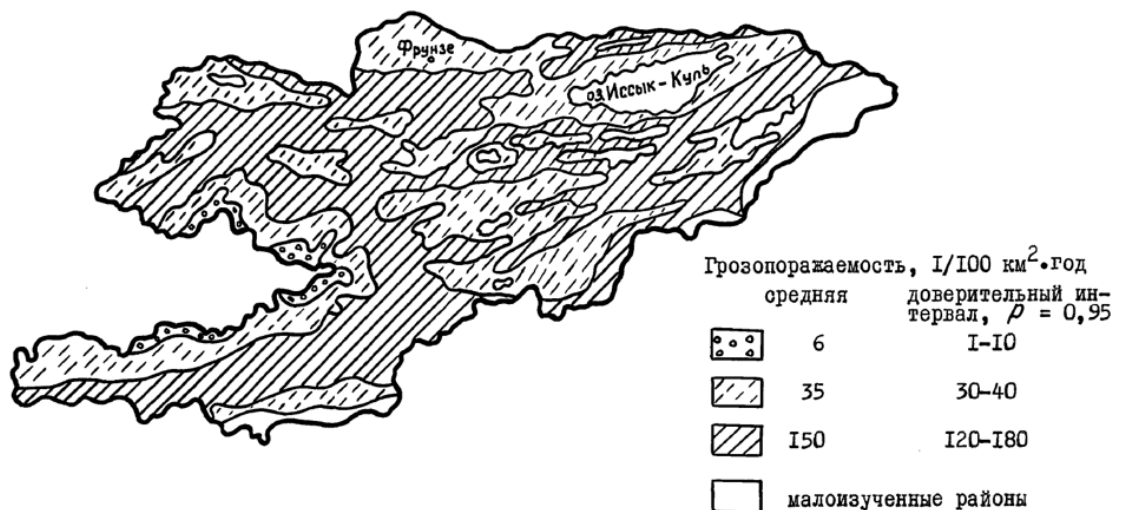 Фрунзе
оз Иссык-Куль
Грозопоражаемость, I/I00 км²·год
средняя доверительный ин-
тервал, P = 0,95
6 I-I0
35 30-40
I50 I20-I80
малоизученные районы